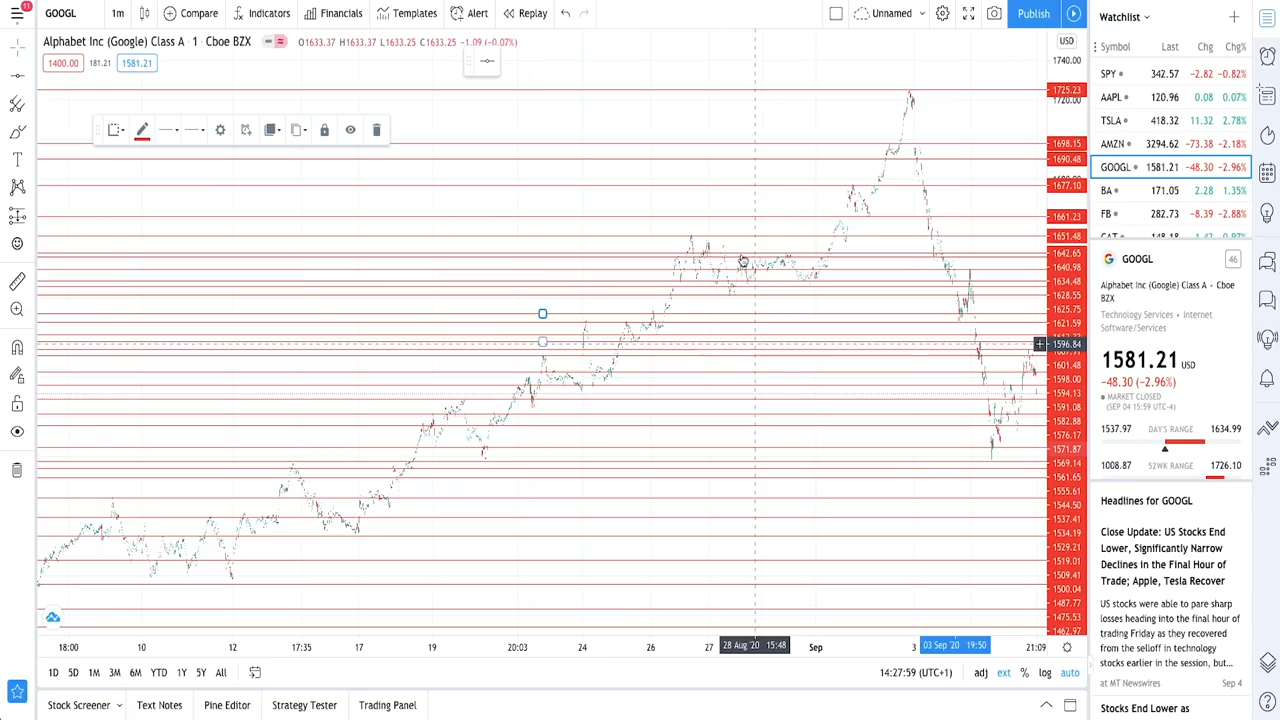 11
GOOGL 1m Compare Indicators Financials Templates Alert Replay Unnamed Publish
Alphabet Inc (Google) Class A · 1 · Cboe BZX O1633.37 H1633.37 L1633.25 C1633.25 −1.09 (−0.07%)
1400.00 181.21 1581.21
USD
1740.00
1725.23
1720.00
1698.15
1690.48
1677.10
1661.23
1651.48
1642.65
1640.98
1634.48
1628.55
1625.75
1621.59
1596.84
1601.48
1598.00
1594.13
1591.08
1582.88
1576.17
1571.87
1569.14
1561.65
1555.61
1544.50
1537.41
1534.19
1529.21
1519.01
1509.41
1500.04
1487.77
1473.53
1462.97
18:00 10 12 17:35 17 19 20:03 24 26 27 28 Aug '20 15:48 Sep 3 03 Sep '20 19:50 21:09
1D 5D 1M 3M 6M YTD 1Y 5Y All 14:27:59 (UTC+1) adj ext % log auto
Stock Screener Text Notes Pine Editor Strategy Tester Trading Panel
Watchlist
Symbol Last Chg Chg%
SPY 342.57 −2.82 −0.82%
AAPL 120.96 0.08 0.07%
TSLA 418.32 11.32 2.78%
AMZN 3294.62 −73.38 −2.18%
GOOGL 1581.21 −48.30 −2.96%
BA 171.05 2.28 1.35%
FB 282.73 −8.39 −2.88%
CAT 148.18 1.42 0.97%
GOOGL 46
Alphabet Inc (Google) Class A · Cboe
BZX
Technology Services · Internet
Software/Services
1581.21 USD
−48.30 (−2.96%)
MARKET CLOSED
(SEP 04 15:59 UTC-4)
1537.97 DAY'S RANGE 1634.99
1008.87 52WK RANGE 1726.10
Headlines for GOOGL
Close Update: US Stocks End
Lower, Significantly Narrow
Declines in the Final Hour of
Trade; Apple, Tesla Recover
US stocks were able to pare sharp
losses heading into the final hour of
trading Friday as they recovered
from the selloff in technology
stocks earlier in the session, but...
at MT Newswires Sep 4
Stocks End Lower as